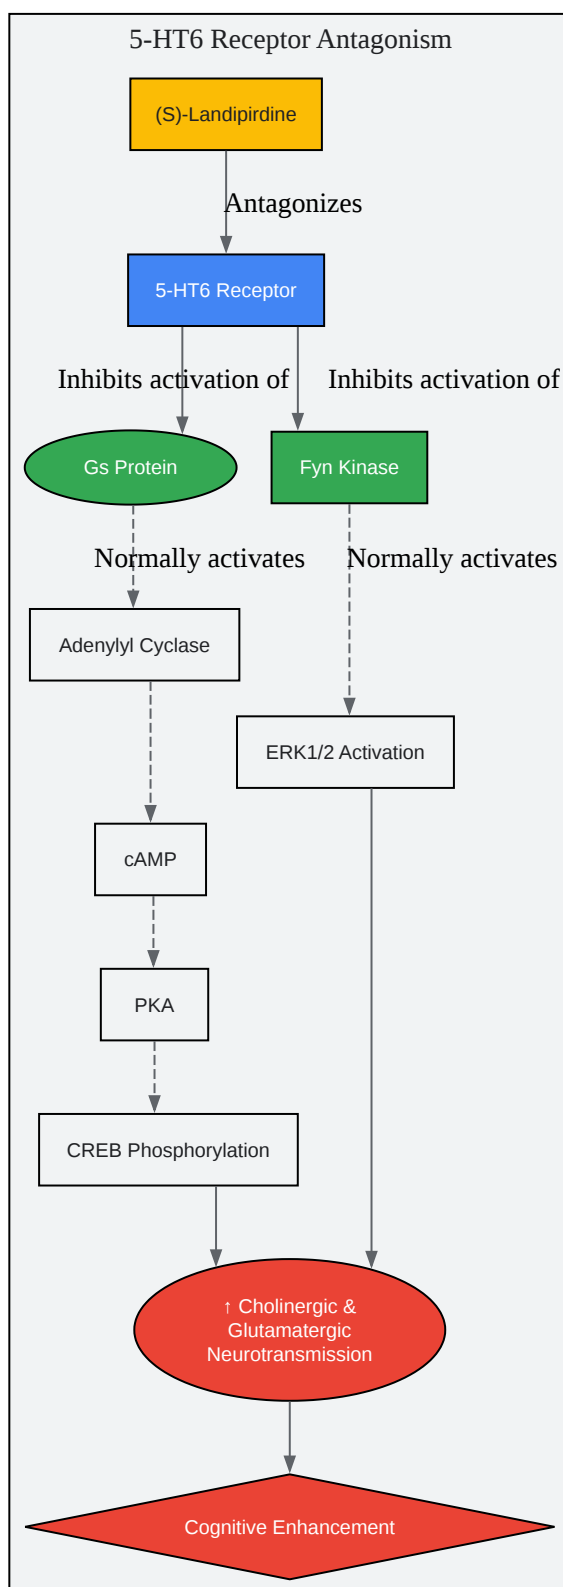 5-HT6 Receptor Antagonism
(S)-Landipirdine
Antagonizes
5-HT6 Receptor
Inhibits activation of
Inhibits activation of
Gs Protein
Fyn Kinase
Normally activates
Normally activates
Adenylyl Cyclase
ERK1/2 Activation
cAMP
PKA
CREB Phosphorylation
↑ Cholinergic &
Glutamatergic
Neurotransmission
Cognitive Enhancement